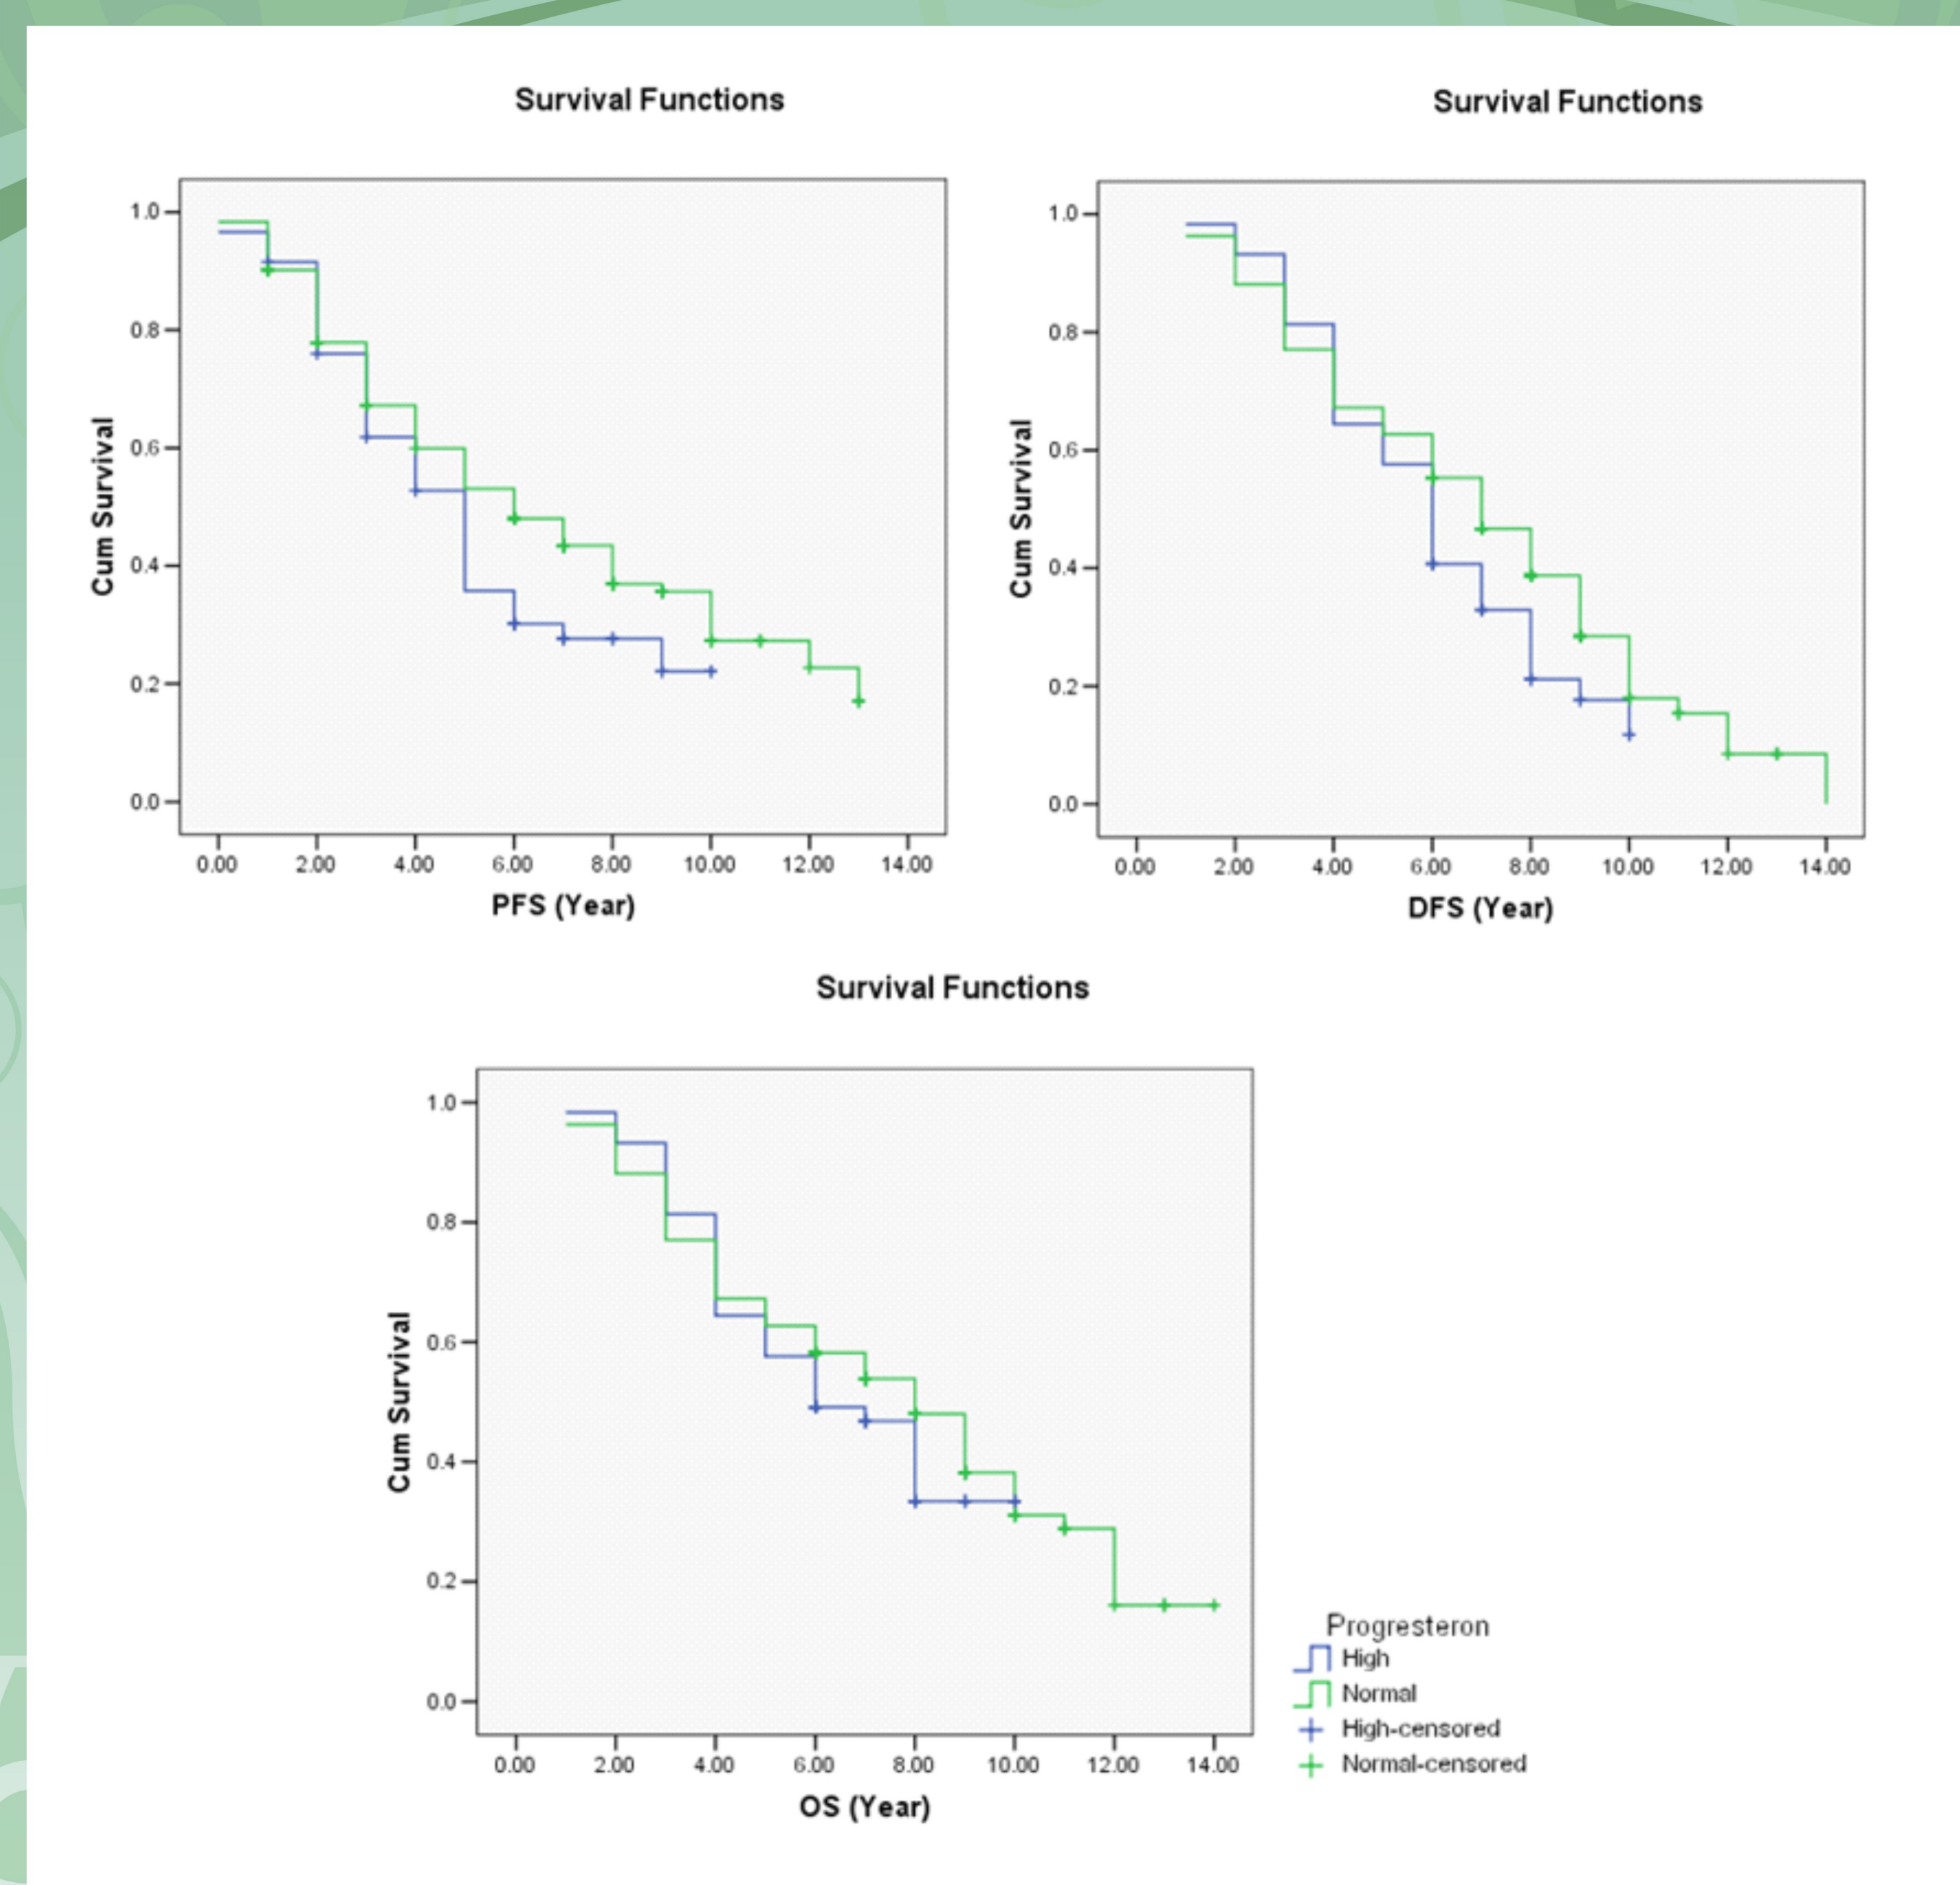 Survival Functions
1.0
0.8
0.6
0.4
0.2
0.0
Cum Survival
0.00 2.00 4.00 6.00 8.00 10.00 12.00 14.00
PFS (Year)
Survival Functions
1.0
0.8
0.6
0.4
0.2
0.0
Cum Survival
0.00 2.00 4.00 6.00 8.00 10.00 12.00 14.00
DFS (Year)
Survival Functions
1.0
0.8
0.6
0.4
0.2
0.0
Cum Survival
0.00 2.00 4.00 6.00 8.00 10.00 12.00 14.00
OS (Year)
Progresteron
High
Normal
High-censored
Normal-censored